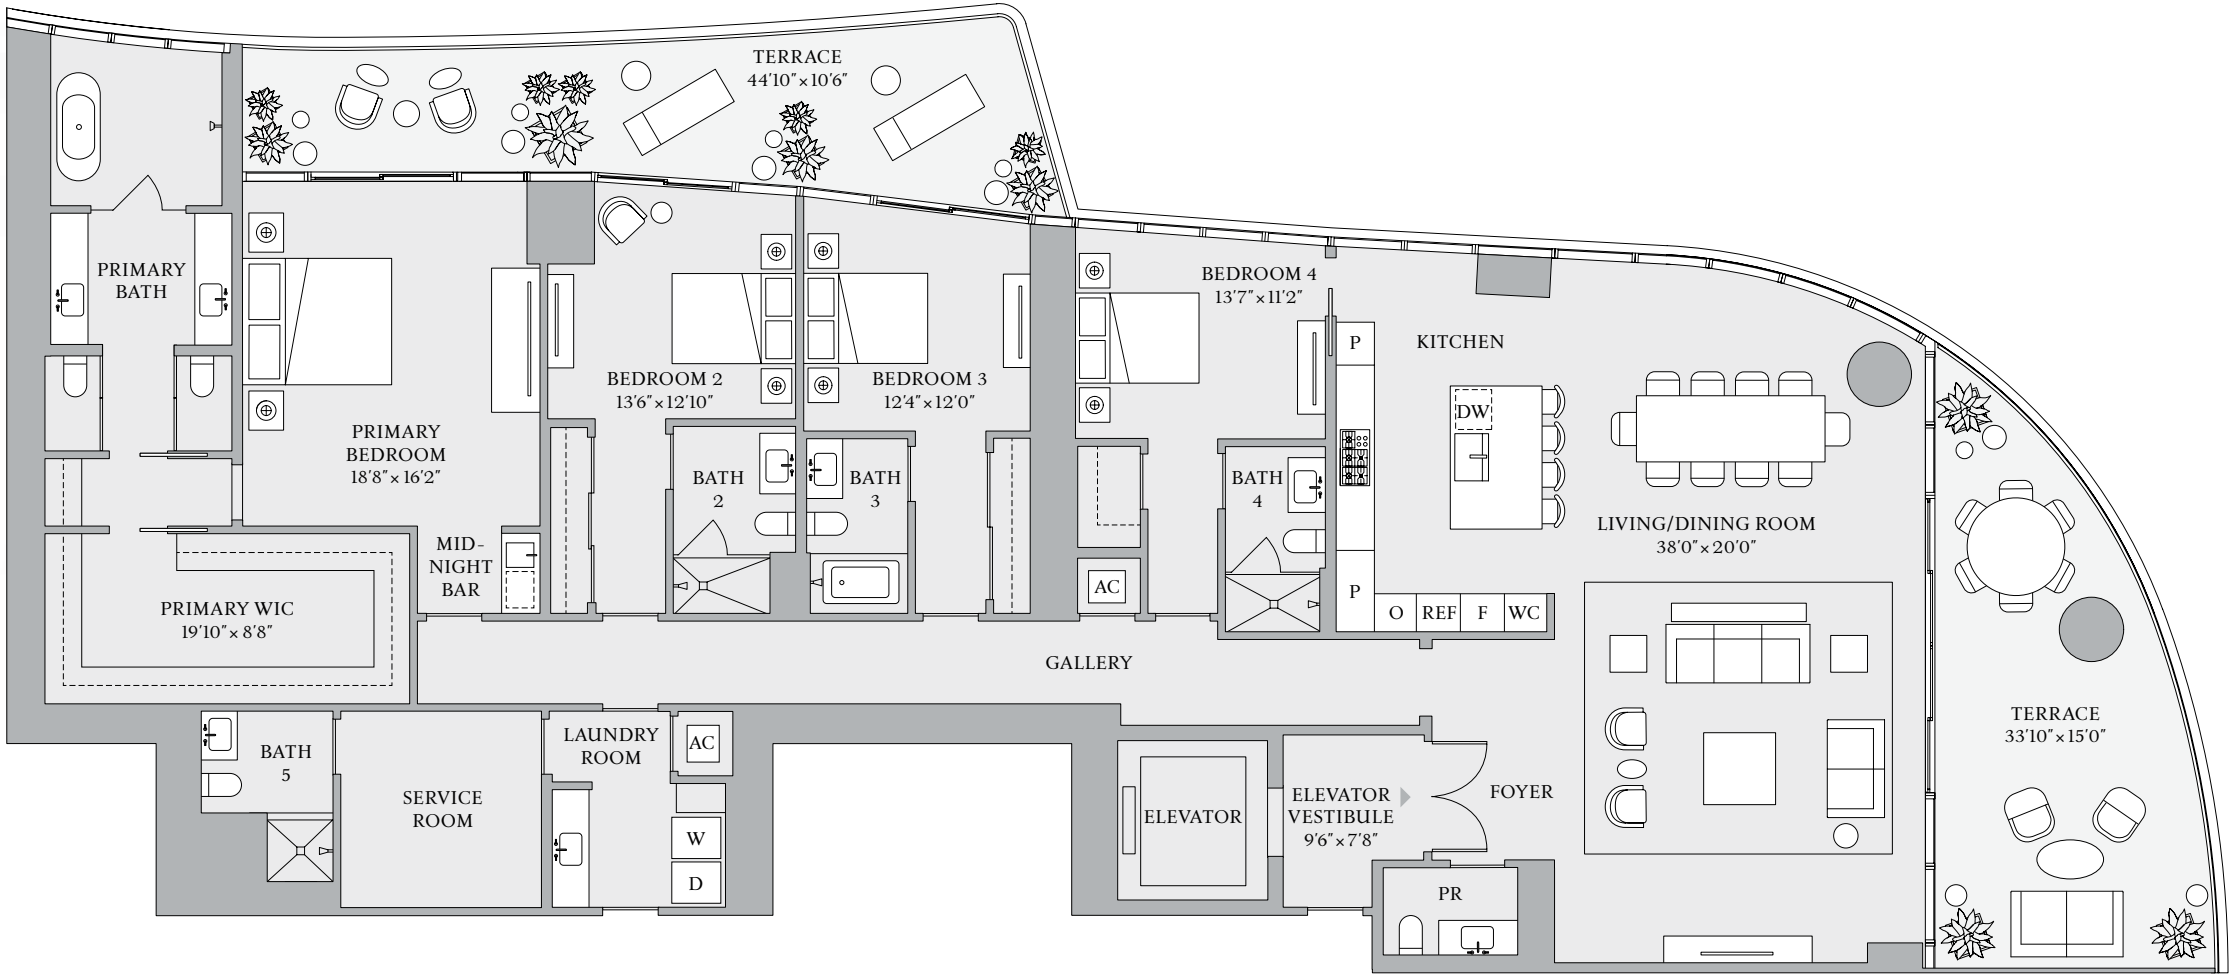 TERRACE
44'10"×10'6"
PRIMARY
BATH
BEDROOM 4
13'7"×11'2"
P
KITCHEN
BEDROOM 2
13'6"×12'10"
BEDROOM 3
12'4"×12'0"
DW
PRIMARY
BEDROOM
18'8"×16'2"
BATH
2
BATH
3
BATH
4
LIVING/DINING ROOM
38'0"×20'0"
MID-
NIGHT
BAR
AC
P
PRIMARY WIC
19'10"×8'8"
O
REF
F
WC
GALLERY
TERRACE
33'10"×15'0"
BATH
5
LAUNDRY
ROOM
AC
SERVICE
ROOM
ELEVATOR
ELEVATOR
VESTIBULE
9'6"×7'8"
FOYER
W
D
PR